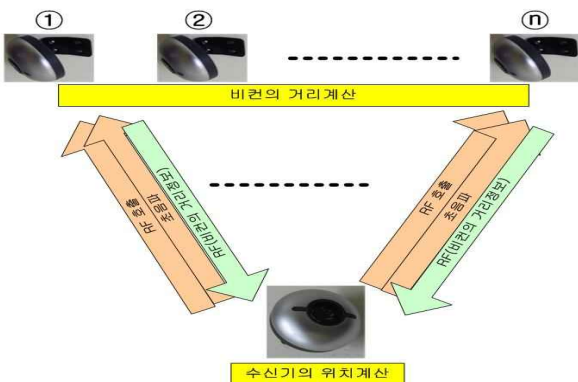 ① ② ⓝ
비컨의 거리계산
RF 호출
초음파
RF(비컨의 거리정보)
RF 호출
초음파
RF(비컨의 거리정보)
수신기의 위치계산